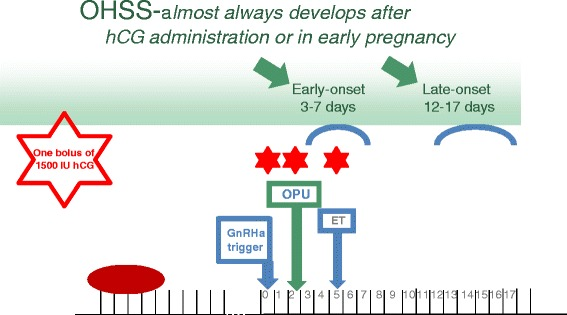 OHSS-almost always develops after
hCG administration or in early pregnancy
Early-onset
3-7 days
Late-onset
12-17 days
One bolus of
1500 IU hCG
OPU
ET
GnRHa
trigger
0 1 2 3 4 5 6 7 8 9 10 11 12 13 14 15 16 17